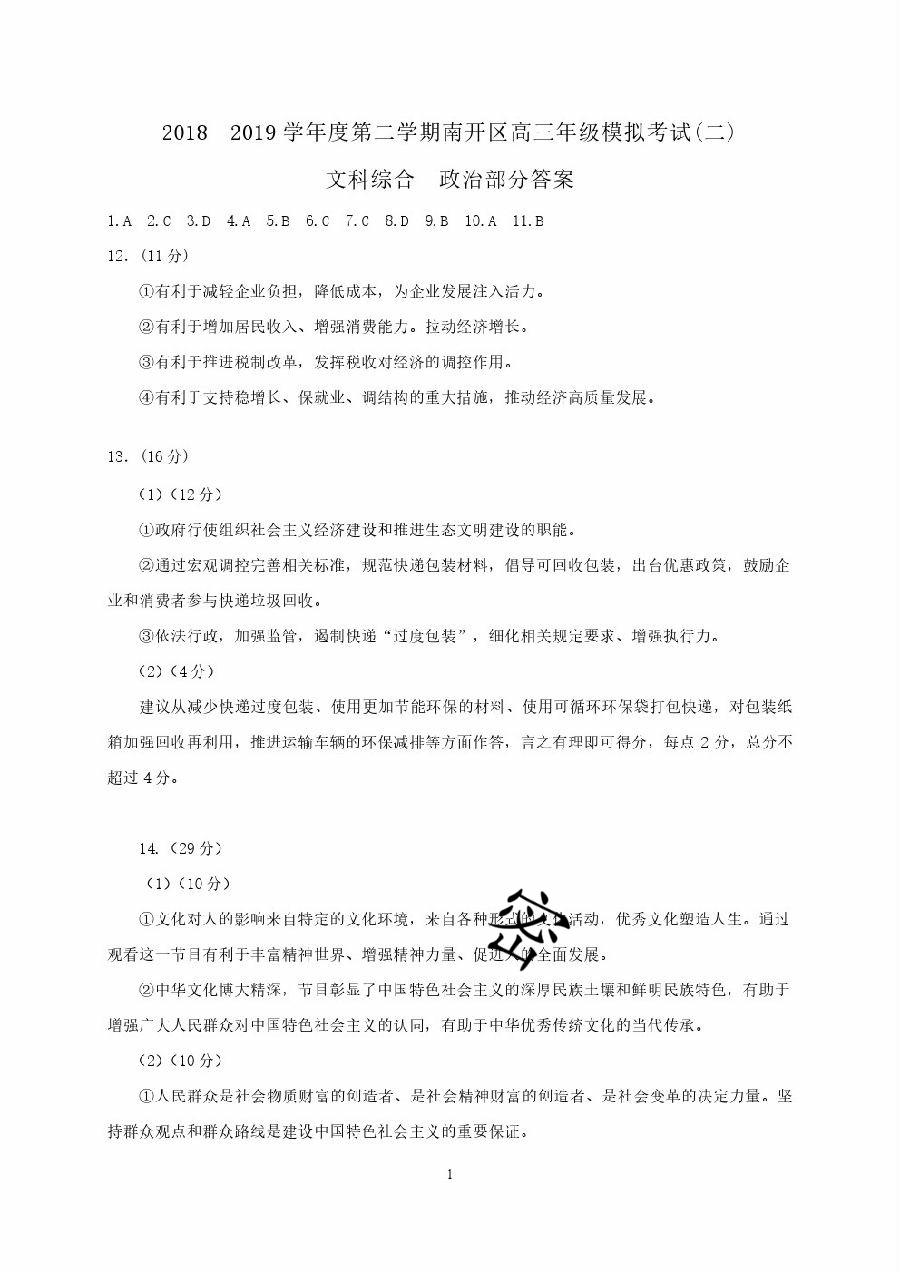 2018 2019学年度第二学期南开区高三年级模拟考试(二)
文科综合 政治部分答案
1.A 2.C 3.D 4.A 5.B 6.C 7.C 8.D 9.B 10.A 11.B
12. (11分)
①有利于减轻企业负担，降低成本，为企业发展注入活力。
②有利于增加居民收入、增强消费能力。拉动经济增长。
③有利于推进税制改革，发挥税收对经济的调控作用。
④有利于支持稳增长、保就业、调结构的重大措施，推动经济高质量发展。
13. (16分)
（1）（12分）
①政府行使组织社会主义经济建设和推进生态文明建设的职能。
②通过宏观调控完善相关标准，规范快递包装材料，倡导可回收包装，出台优惠政策，鼓励企
业和消费者参与快递垃圾回收。
③依法行政，加强监管，遏制快递“过度包装”，细化相关规定要求、增强执行力。
（2）（4分）
建议从减少快递过度包装、使用更加节能环保的材料、使用可循环环保袋打包快递，对包装纸
箱加强回收再利用，推进运输车辆的环保减排等方面作答，言之有理即可得分，每点2分，总分不
超过4分。
14.（29分）
（1）（10分）
①文化对人的影响来自特定的文化环境，来自各种形式的文化活动，优秀文化塑造人生。通过
观看这一节目有利于丰富精神世界、增强精神力量、促进人的全面发展。
②中华文化博大精深，节目彰显了中国特色社会主义的深厚民族土壤和鲜明民族特色，有助于
增强广大人民群众对中国特色社会主义的认同，有助于中华优秀传统文化的当代传承。
（2）（10分）
①人民群众是社会物质财富的创造者、是社会精神财富的创造者、是社会变革的决定力量。坚
持群众观点和群众路线是建设中国特色社会主义的重要保证。
密
1